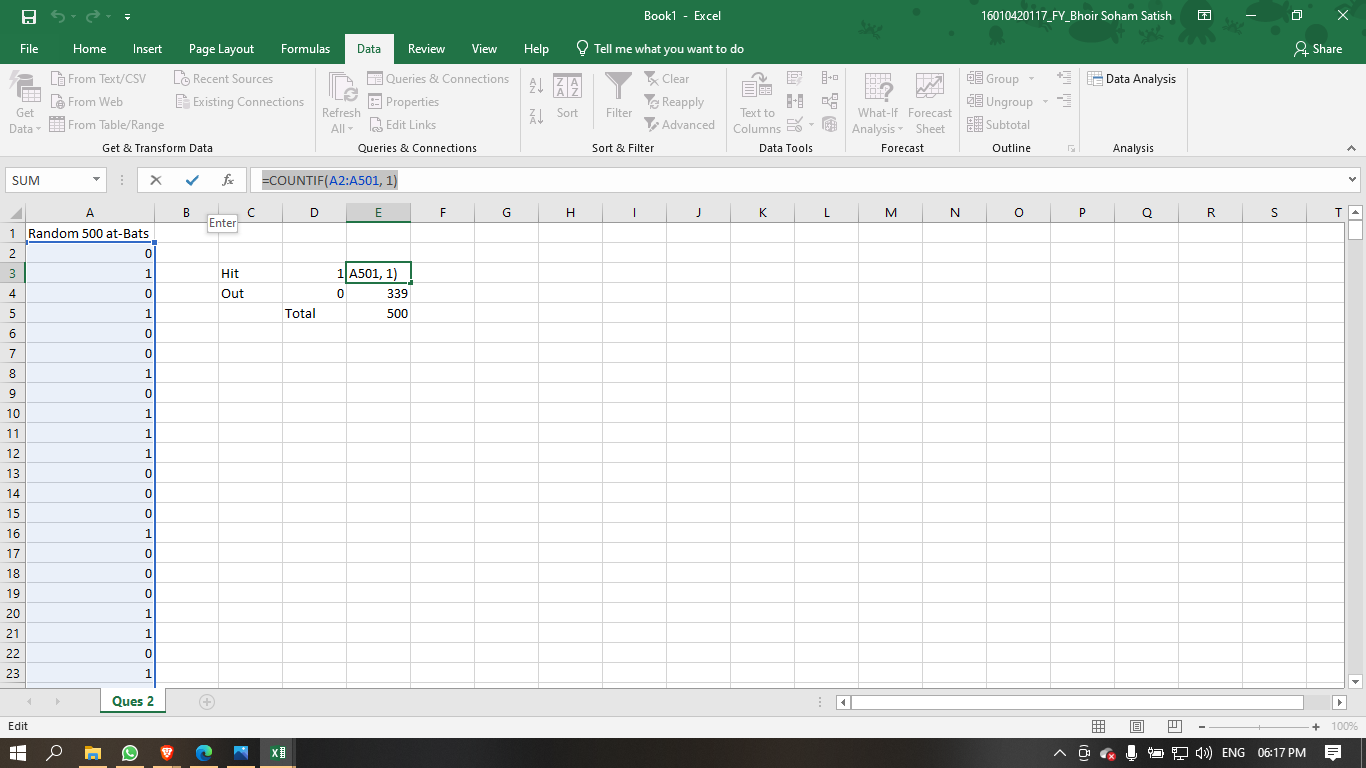 Book1 - Excel
16010420117_FY_Bhoir Soham Satish
File Home Insert Page Layout Formulas Data Review View Help Tell me what you want to do Share
Get Data
From Text/CSV
From Web
From Table/Range
Recent Sources
Existing Connections
Get & Transform Data
Refresh All
Queries & Connections
Properties
Edit Links
Queries & Connections
A Z
Z A
Z A A Z
Sort
Filter
Clear
Reapply
Advanced
Sort & Filter
Text to Columns
Data Tools
What-If Analysis
Forecast Sheet
Forecast
Group
Ungroup
Subtotal
Outline
Data Analysis
Analysis
SUM
fx
=COUNTIF(A2:A501, 1)
Enter
A B C D E F G H I J K L M N O P Q R S T
1 Random 500 at-Bats
2 0
3 1 Hit 1 A501, 1)
4 0 Out 0 339
5 1 Total 500
6 0
7 0
8 1
9 0
10 1
11 1
12 1
13 0
14 0
15 0
16 1
17 0
18 0
19 0
20 1
21 1
22 0
23 1
Ques 2
Edit
100%
ENG 06:17 PM